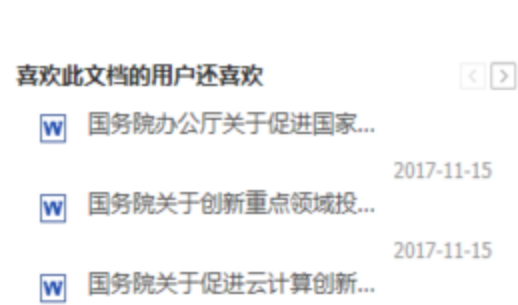 喜欢此文档的用户还喜欢
国务院办公厅关于促进国家...
2017-11-15
国务院关于创新重点领域投...
2017-11-15
国务院关于促进云计算创新...